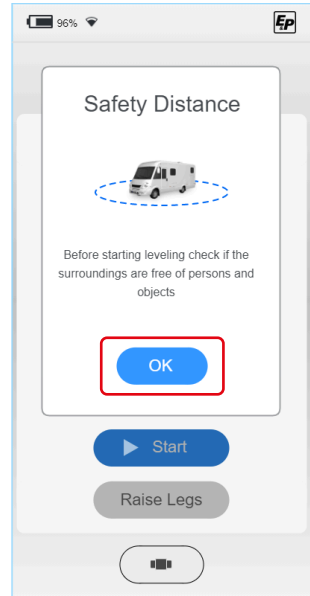 96%
E|P
Safety Distance
Before starting leveling check if the
surroundings are free of persons and
objects
OK
Start
Raise Legs